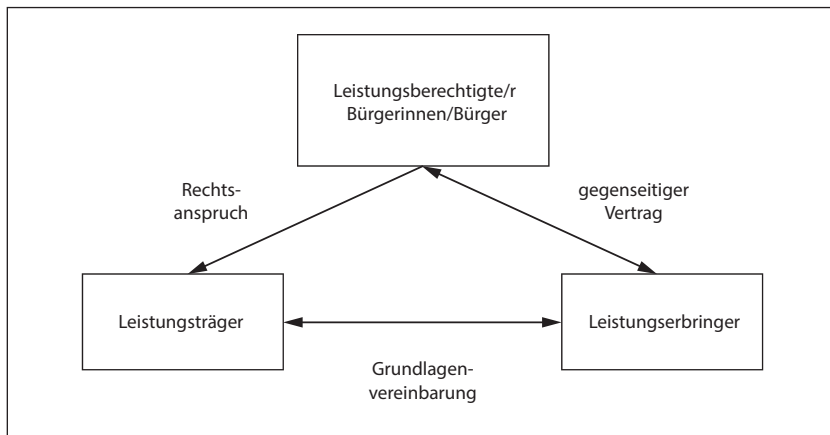 Leistungsberechtigte/r
Bürgerinnen/Bürger
Rechts-
anspruch
gegenseitiger
Vertrag
Leistungsträger
Leistungserbringer
Grundlagen-
vereinbarung